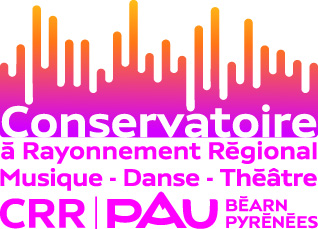 Conservatoire
à Rayonnement Régional
Musique - Danse - Théâtre
CRR | PAU BÉARN
PYRÉNÉES